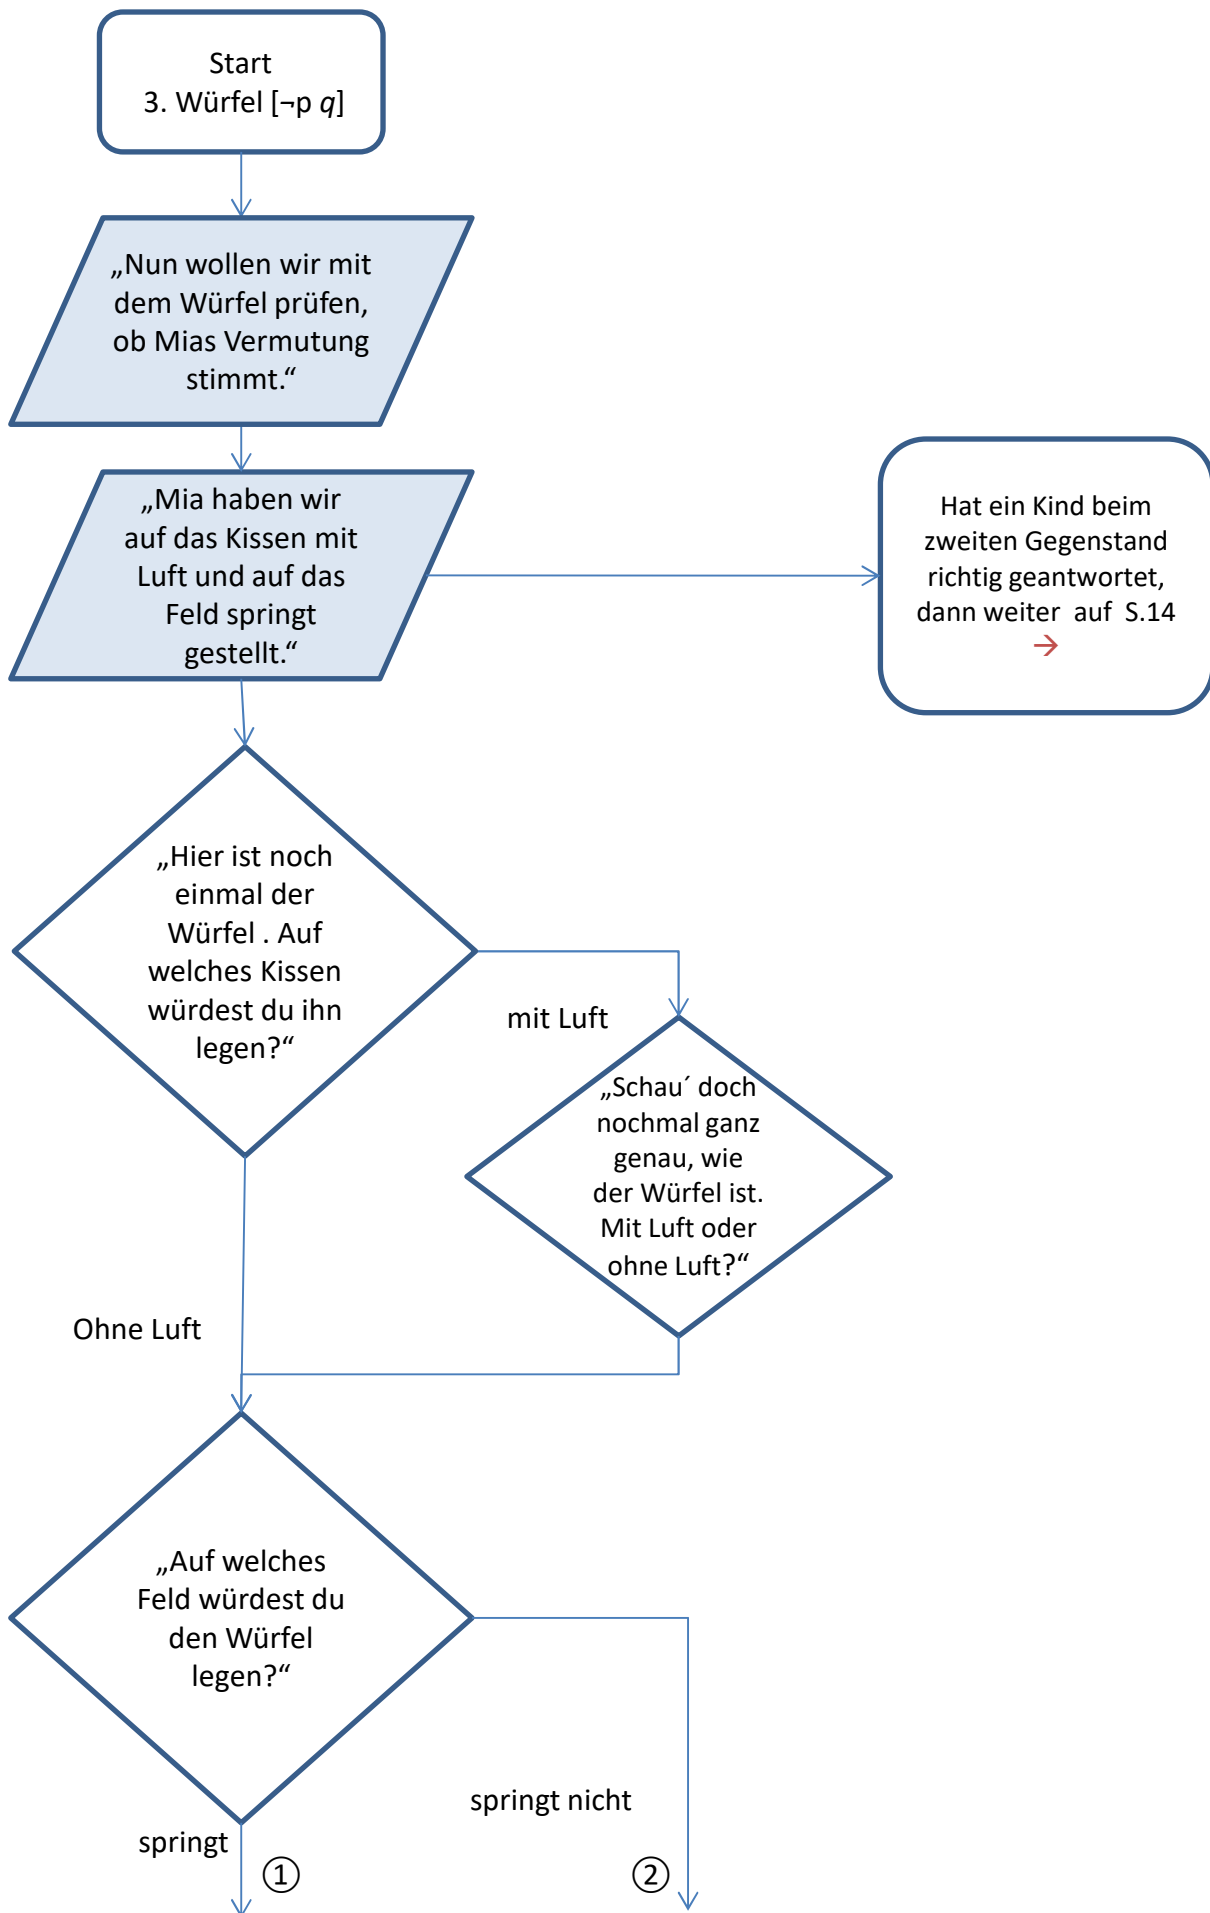 Start
3. Würfel [¬p q]
„Nun wollen wir mit
dem Würfel prüfen,
ob Mias Vermutung
stimmt.“
„Mia haben wir
auf das Kissen mit
Luft und auf das
Feld springt
gestellt.“
Hat ein Kind beim
zweiten Gegenstand
richtig geantwortet,
dann weiter auf S.14
→
„Hier ist noch
einmal der
Würfel . Auf
welches Kissen
würdest du ihn
legen?“
mit Luft
„Schau´ doch
nochmal ganz
genau, wie
der Würfel ist.
Mit Luft oder
ohne Luft?“
Ohne Luft
„Auf welches
Feld würdest du
den Würfel
legen?“
springt nicht
springt
①
②